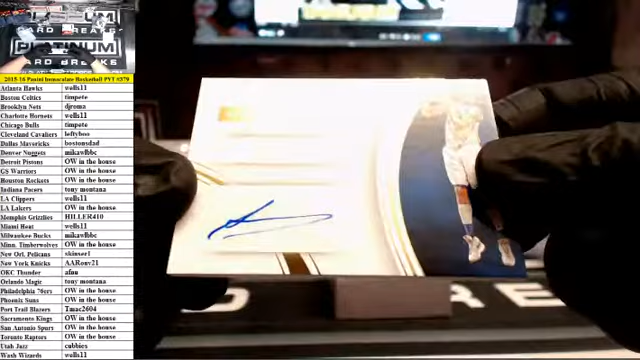 CARD BREAKERS
PLATINUM
CARD BREAKS
2015-16 Panini Immaculate Basketball PYT #379
Atlanta Hawks wells11
Boston Celtics timpete
Brooklyn Nets djroma
Charlotte Hornets wells11
Chicago Bulls timpete
Cleveland Cavaliers leftyboo
Dallas Mavericks bostonsdad
Denver Nuggets mikawlbbc
Detroit Pistons OW in the house
GS Warriors OW in the house
Houston Rockets OW in the house
Indiana Pacers tony montana
LA Clippers wells11
LA Lakers OW in the house
Memphis Grizzlies HILLER410
Miami Heat wells11
Milwaukee Bucks mikawlbbc
Minn. Timberwolves OW in the house
New Orl. Pelicans skinser1
New York Knicks AARonv21
OKC Thunder afuu
Orlando Magic tony montana
Philadelphia 76ers OW in the house
Phoenix Suns OW in the house
Port Trail Blazers Tmac2604
Sacramento Kings OW in the house
San Antonio Spurs OW in the house
Toronto Raptors OW in the house
Utah Jazz cubbies
Wash Wizards wells11